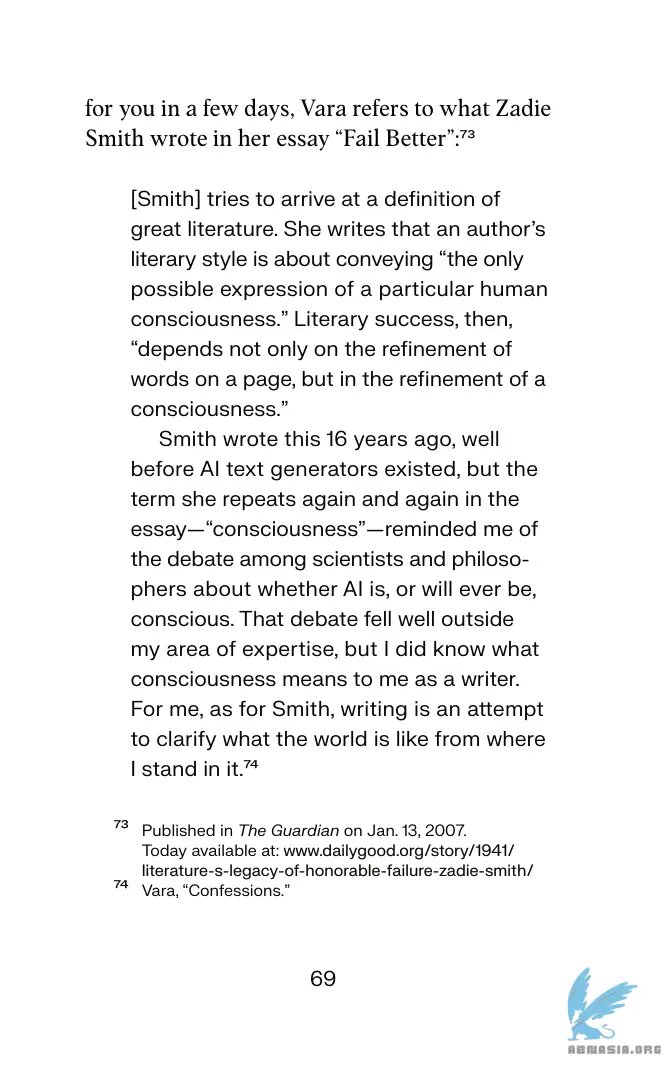 for you in a few days, Vara refers to what Zadie
Smith wrote in her essay “Fail Better”:⁷³
[Smith] tries to arrive at a definition of
great literature. She writes that an author’s
literary style is about conveying “the only
possible expression of a particular human
consciousness.” Literary success, then,
“depends not only on the refinement of
words on a page, but in the refinement of a
consciousness.”
Smith wrote this 16 years ago, well
before AI text generators existed, but the
term she repeats again and again in the
essay—“consciousness”—reminded me of
the debate among scientists and philoso-
phers about whether AI is, or will ever be,
conscious. That debate fell well outside
my area of expertise, but I did know what
consciousness means to me as a writer.
For me, as for Smith, writing is an attempt
to clarify what the world is like from where
I stand in it.⁷⁴
⁷³ Published in The Guardian on Jan. 13, 2007.
Today available at: www.dailygood.org/story/1941/
literature-s-legacy-of-honorable-failure-zadie-smith/
⁷⁴ Vara, “Confessions.”
69
ABNASIA.ORG